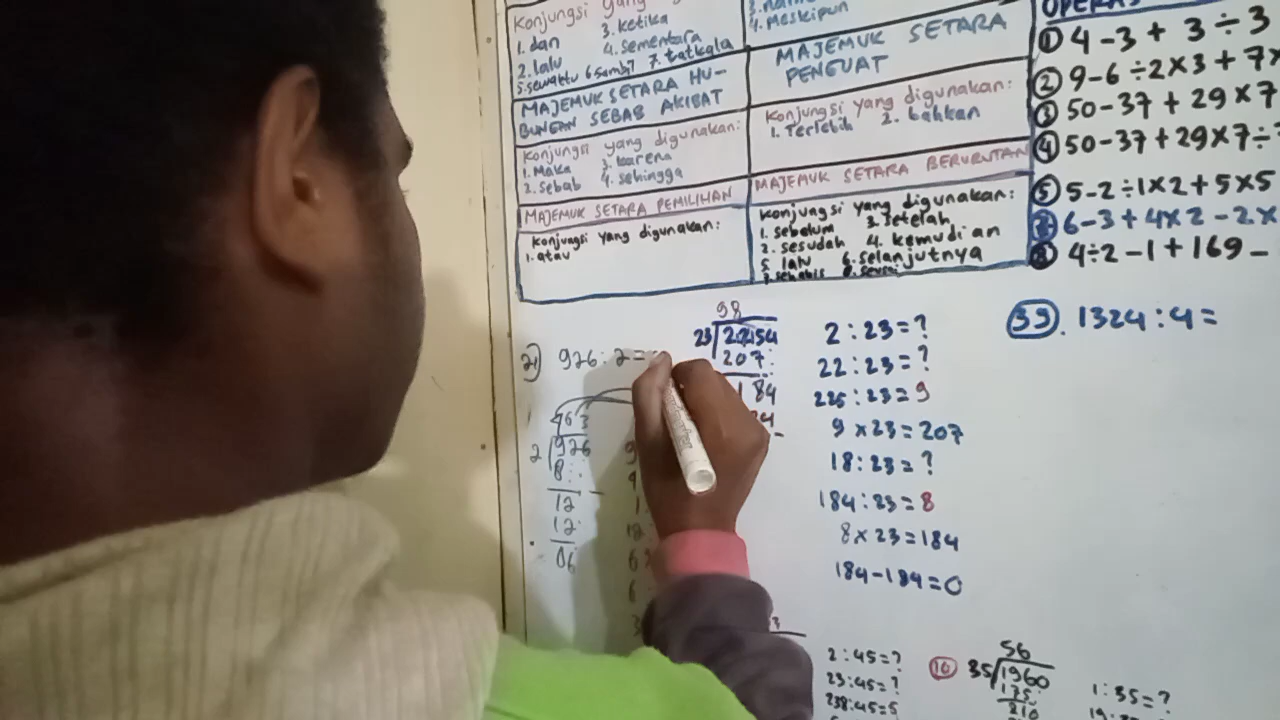 Konjungsi yang
1. dan 3. ketika
2. lalu 4. sementara
5. sewaktu 7. tatkala
4. Meskipun
MAJEMUK SETARA HU-
BUNGAN SEBAB AKIBAT
Konjungsi yang digunakan:
1. Maka 3. karena
2. Sebab 4. sehingga
MAJEMUK SETARA PEMILIHAN
Konjungsi yang digunakan:
1. atau
MAJEMUK SETARA
PENGUAT
Konjungsi yang digunakan:
1. Terlebih 2. bahkan
MAJEMUK SETARA BERURUTAN
Konjungsi yang digunakan:
1. sebelum 3. setelah
2. sesudah 4. kemudian
5 lalu 6. selanjutnya
① 4-3+ 3÷3
② 9-6÷2×3+7×
③ 50-37+29×7
④ 50-37+29×7÷
⑤ 5-2÷1×2+5×5
6-3+4×2-2×
4÷2-1+169-
21) 926:2=
463
2 926
8
12
12
06
98
23
207
184
2:23=?
22:23=?
225:23=9
9×23=207
18:23=?
184:23=8
8×23=184
184-184=0
39. 1324:4=
2:45=?
23:45=?
238:45=5
10 56
35 1960
175
210
1:35=?